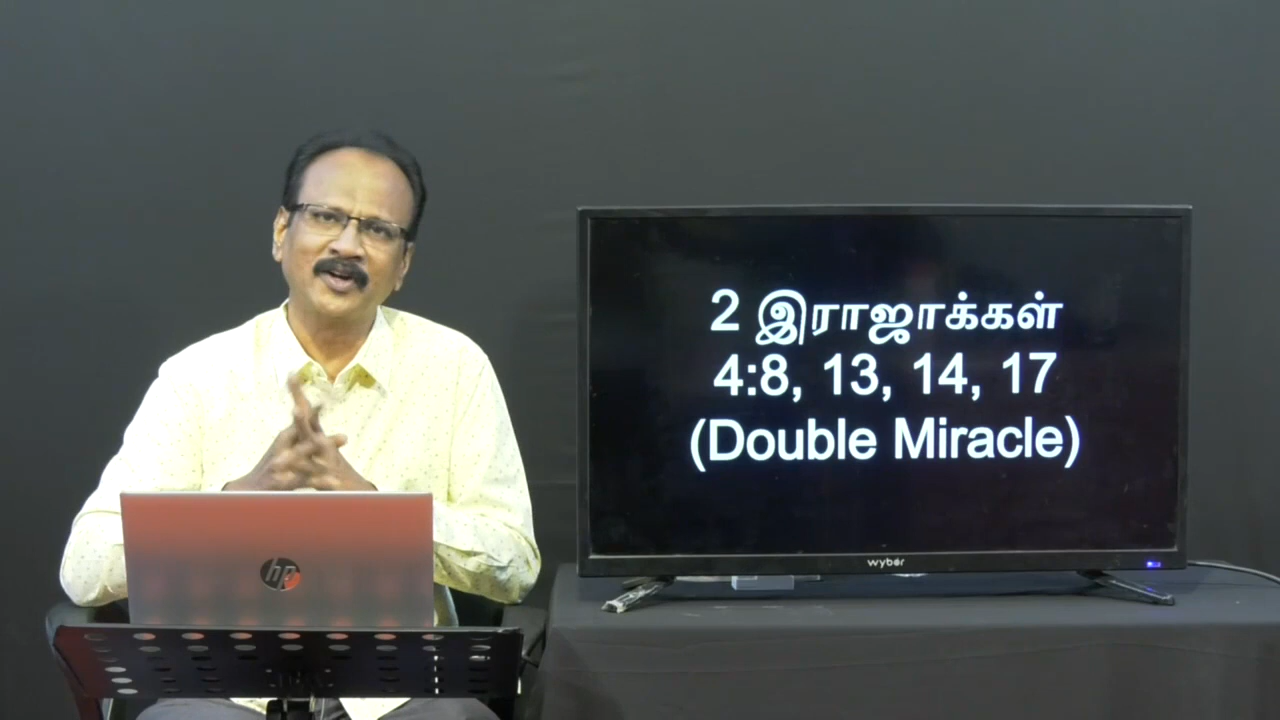 2 இராஜாக்கள்
4:8, 13, 14, 17
(Double Miracle)
wybor
hp